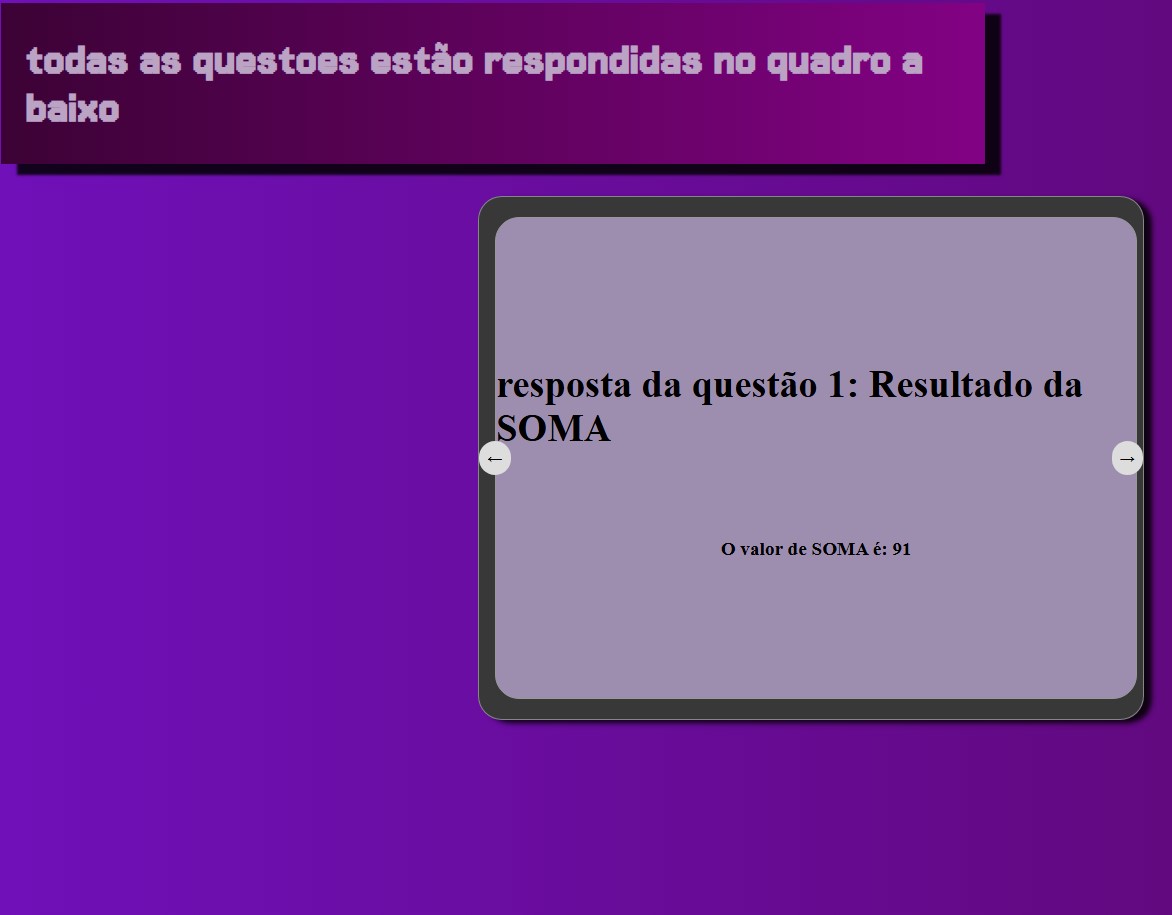 todas as questoes estão respondidas no quadro a
baixo
resposta da questão 1: Resultado da
SOMA
← →
O valor de SOMA é: 91